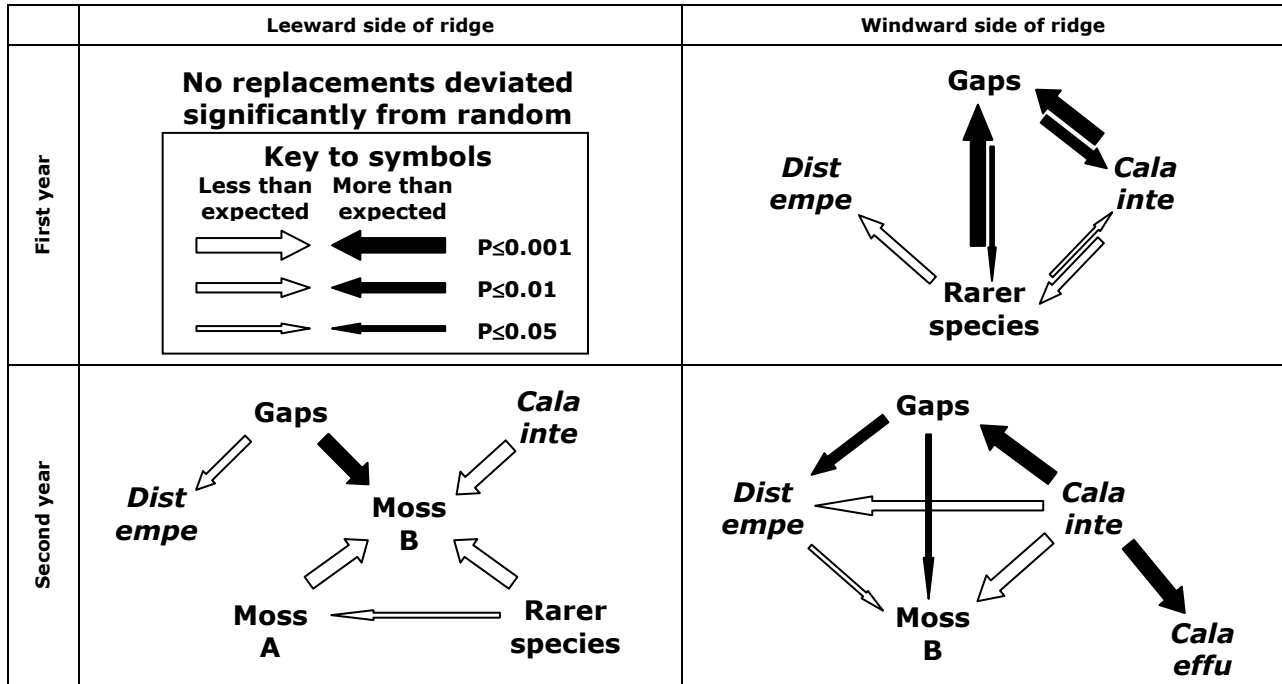 Leeward side of ridge
Windward side of ridge
First year
No replacements deviated
significantly from random
Key to symbols
Less than
expected
More than
expected
P≤0.001
P≤0.01
P≤0.05
Gaps
Dist
empe
Cala
inte
Rarer
species
Second year
Gaps
Cala
inte
Dist
empe
Moss
B
Moss
A
Rarer
species
Gaps
Dist
empe
Cala
inte
Moss
B
Cala
effu